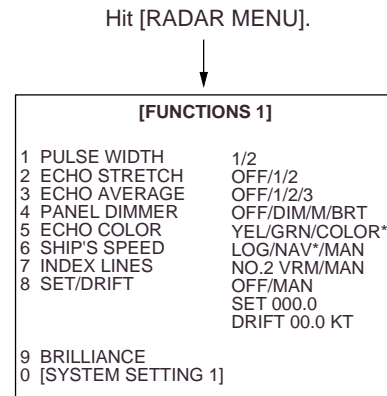 Hit [RADAR MENU].
[FUNCTIONS 1]
1 PULSE WIDTH 1/2
2 ECHO STRETCH OFF/1/2
3 ECHO AVERAGE OFF/1/2/3
4 PANEL DIMMER OFF/DIM/M/BRT
5 ECHO COLOR YEL/GRN/COLOR*
6 SHIP'S SPEED LOG/NAV*/MAN
7 INDEX LINES NO.2 VRM/MAN
8 SET/DRIFT OFF/MAN
SET 000.0
DRIFT 00.0 KT
9 BRILLIANCE
0 [SYSTEM SETTING 1]